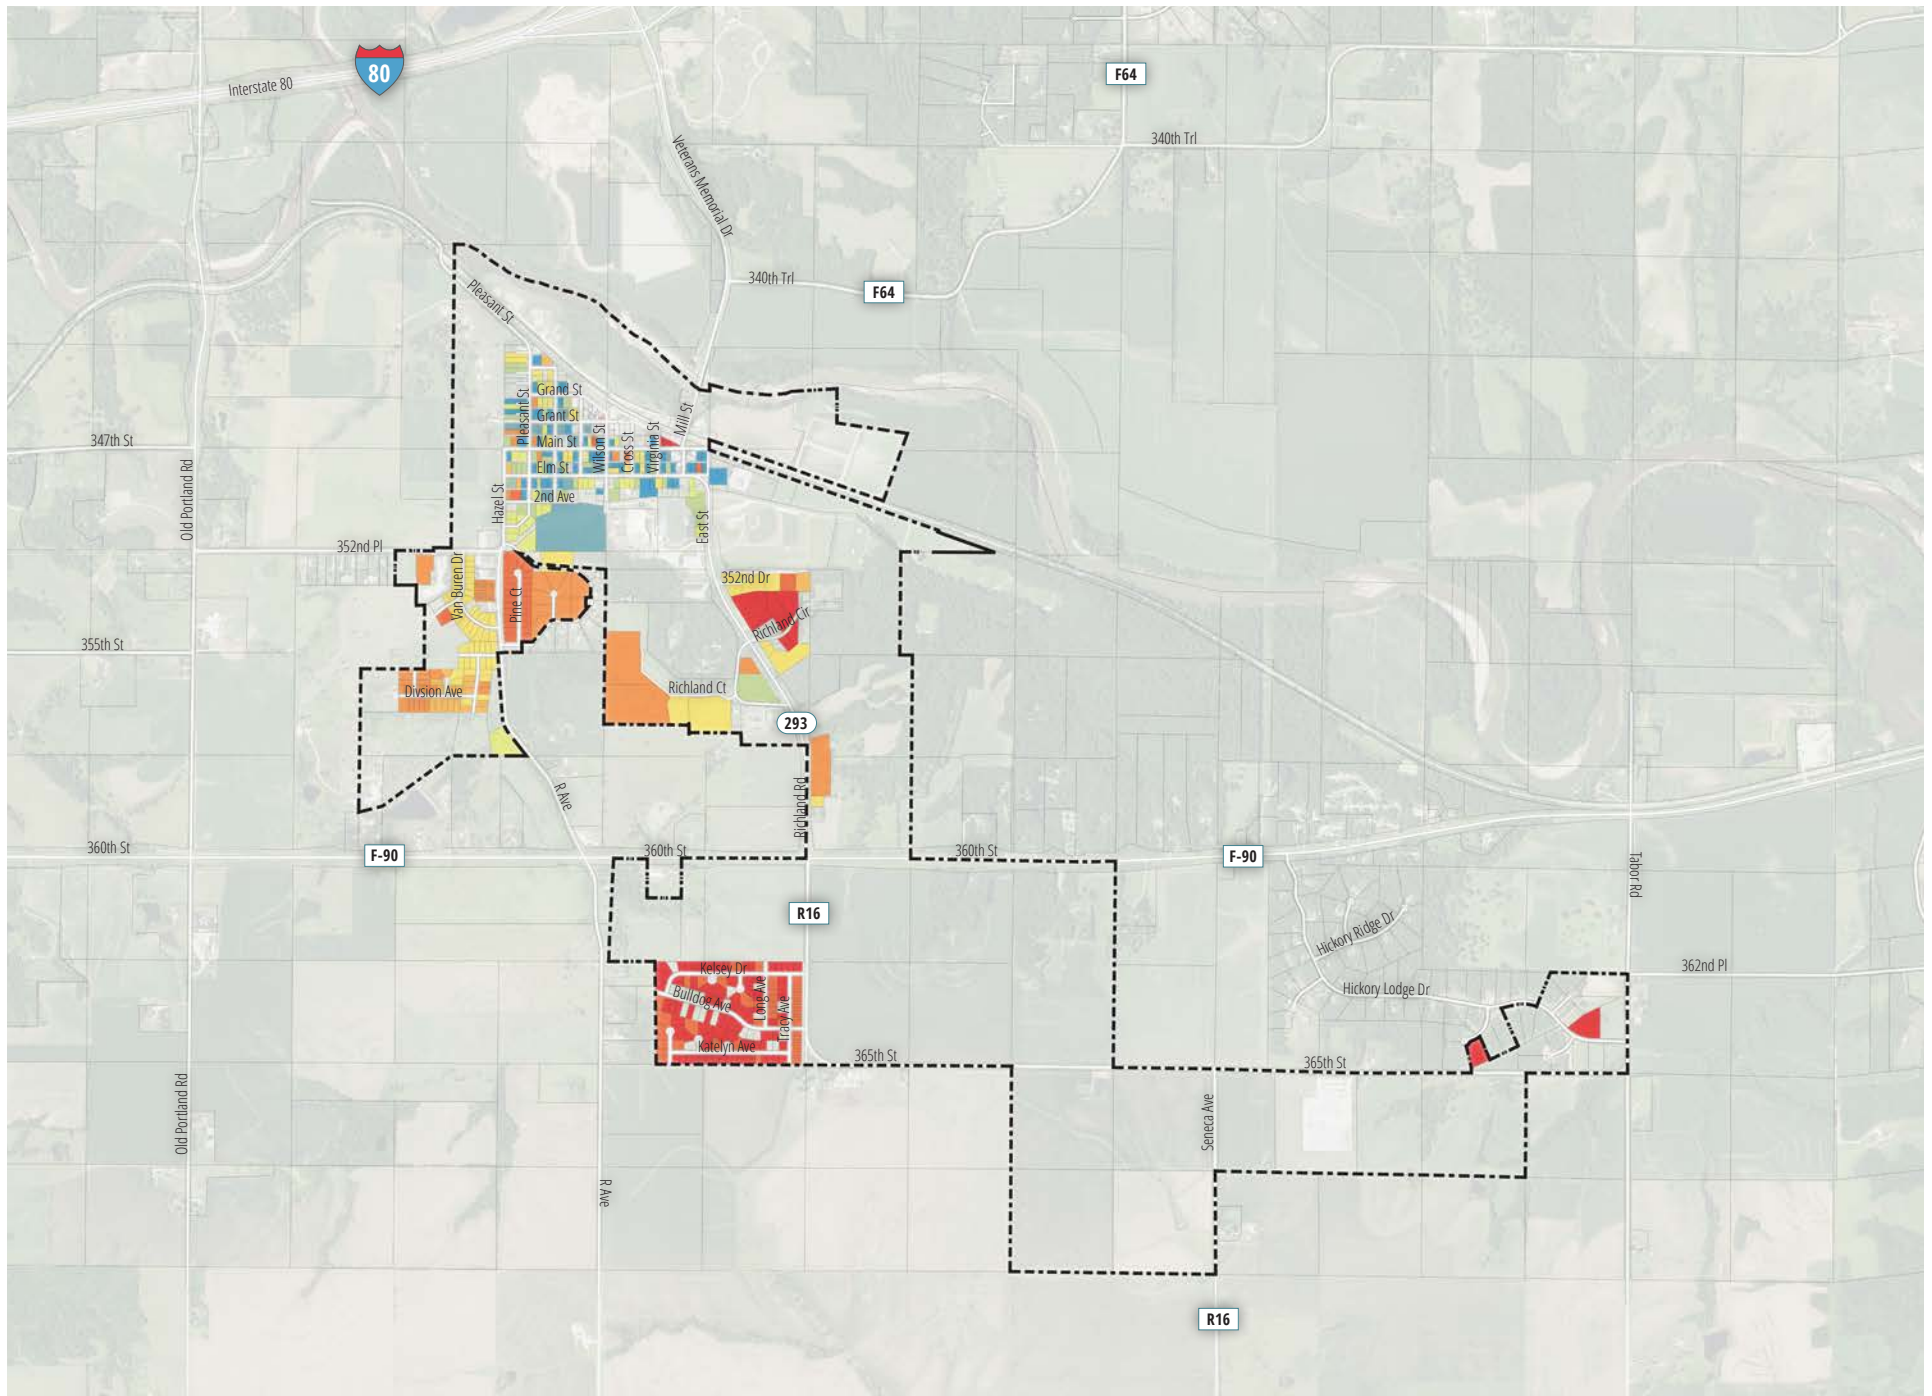 80
Interstate 80
F64
340th Trl
Veterans Memorial Dr
340th Trl
F64
Pleasant St
Grand St
Pleasant St
Grant St
Mill St
Main St
Wilson St
Cross St
Virginia St
347th St
Elm St
Old Portland Rd
Hazel St
2nd Ave
East St
352nd Pl
Van Buren Dr
Pine Ct
352nd Dr
Richland Cir
355th St
Divsion Ave
Richland Ct
293
R Ave
Richland Rd
360th St
F-90
360th St
360th St
F-90
Tabor Rd
R16
Hickory Ridge Dr
Kelsey Dr
Bulldog Ave
Long Ave
Tracy Ave
Katelyn Ave
362nd Pl
Hickory Lodge Dr
365th St
365th St
Old Portland Rd
Seneca Ave
R Ave
R16